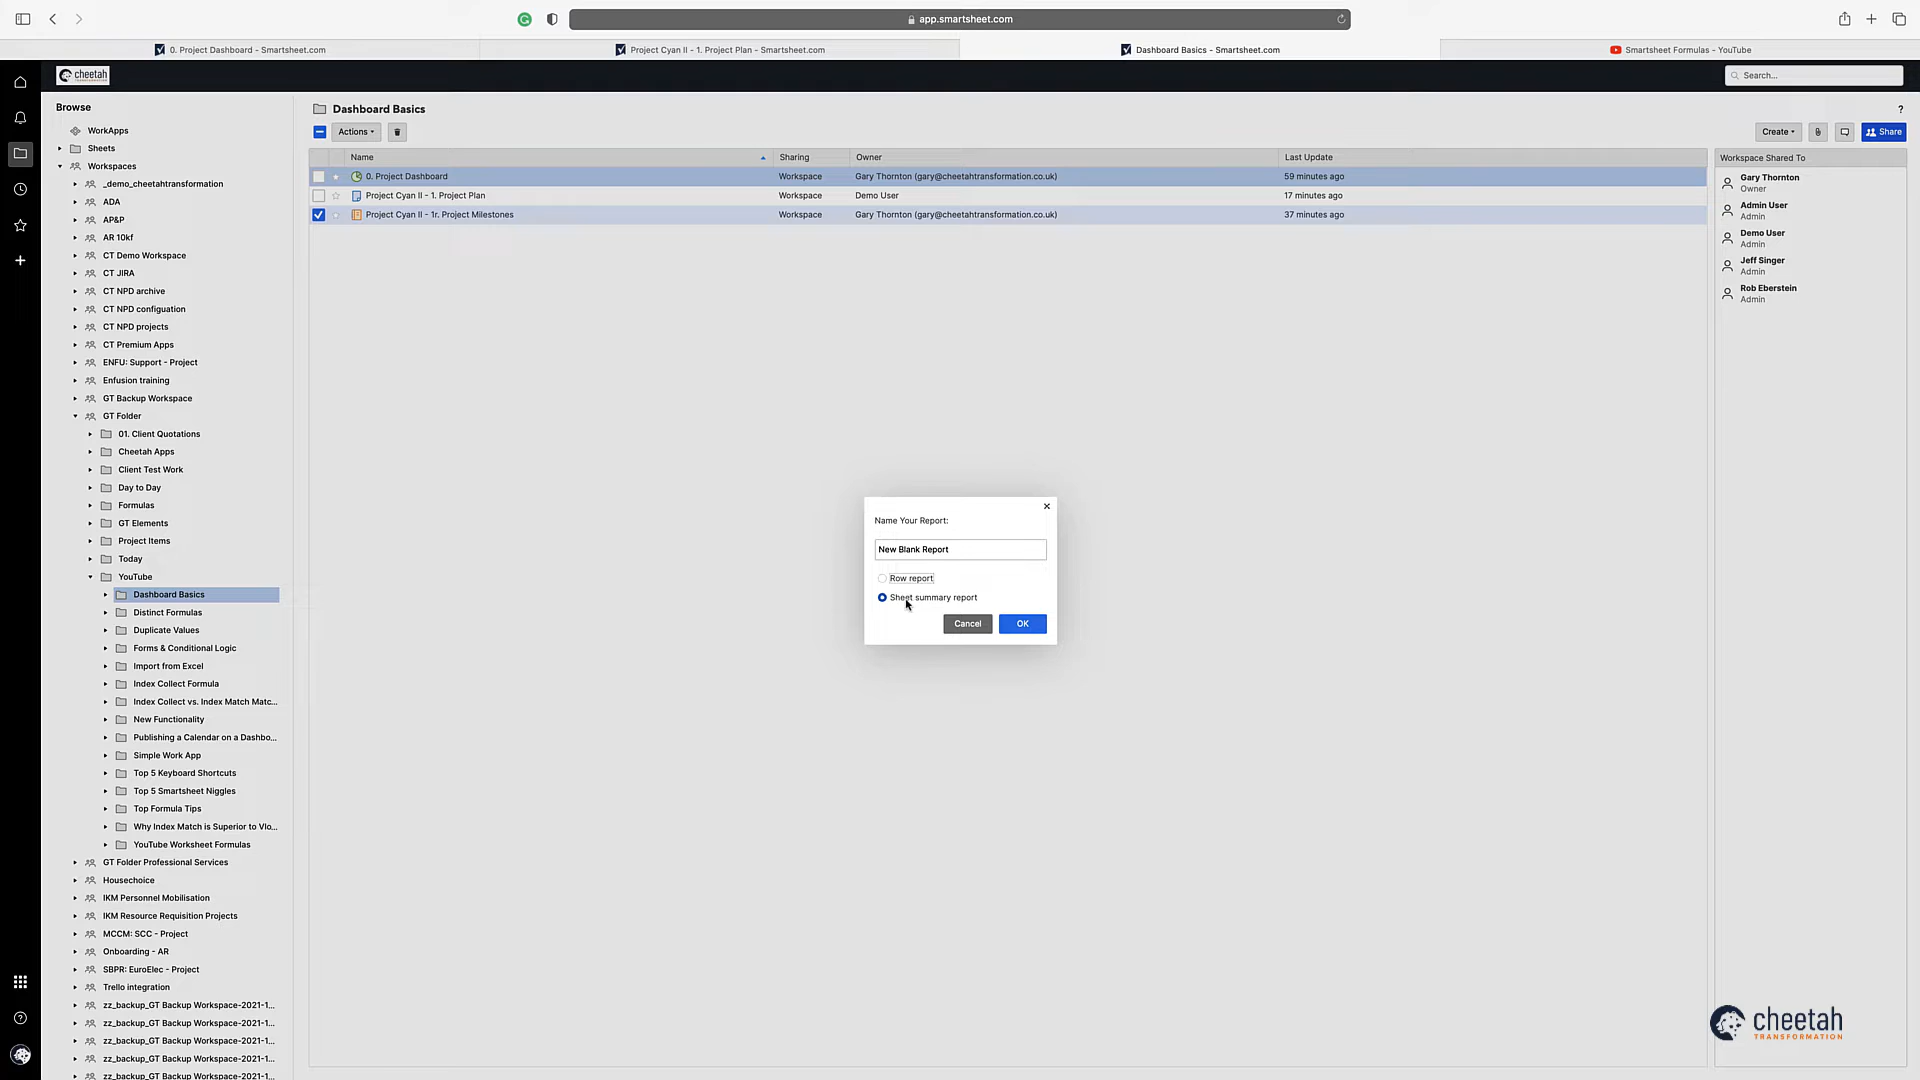 app.smartsheet.com
0. Project Dashboard - Smartsheet.com
Project Cyan II - 1. Project Plan - Smartsheet.com
Dashboard Basics - Smartsheet.com
Smartsheet Formulas - YouTube
cheetah
TRANSFORMATION
Search...
Browse
WorkApps
Sheets
Workspaces
_demo_cheetahtransformation
ADA
AP&P
AR 10kf
CT Demo Workspace
CT JIRA
CT NPD archive
CT NPD configuation
CT NPD projects
CT Premium Apps
ENFU: Support - Project
Enfusion training
GT Backup Workspace
GT Folder
01. Client Quotations
Cheetah Apps
Client Test Work
Day to Day
Formulas
GT Elements
Project Items
Today
YouTube
Dashboard Basics
Distinct Formulas
Duplicate Values
Forms & Conditional Logic
Import from Excel
Index Collect Formula
Index Collect vs. Index Match Matc...
New Functionality
Publishing a Calendar on a Dashbo...
Simple Work App
Top 5 Keyboard Shortcuts
Top 5 Smartsheet Niggles
Top Formula Tips
Why Index Match is Superior to Vlo...
YouTube Worksheet Formulas
GT Folder Professional Services
Housechoice
IKM Personnel Mobilisation
IKM Resource Requisition Projects
MCCM: SCC - Project
Onboarding - AR
SBPR: EuroElec - Project
Trello integration
zz_backup_GT Backup Workspace-2021-1...
zz_backup_GT Backup Workspace-2021-1...
zz_backup_GT Backup Workspace-2021-1...
zz_backup_GT Backup Workspace-2021-1...
zz_backup_GT Backup Workspace-2021-1...
Dashboard Basics
?
Actions
Create
Share
Name Sharing Owner Last Update
0. Project Dashboard Workspace Gary Thornton (gary@cheetahtransformation.co.uk) 59 minutes ago
Project Cyan II - 1. Project Plan Workspace Demo User 17 minutes ago
Project Cyan II - 1r. Project Milestones Workspace Gary Thornton (gary@cheetahtransformation.co.uk) 37 minutes ago
Workspace Shared To
Gary Thornton
Owner
Admin User
Admin
Demo User
Admin
Jeff Singer
Admin
Rob Eberstein
Admin
Name Your Report:
New Blank Report
Row report
Sheet summary report
Cancel
OK
cheetah
TRANSFORMATION